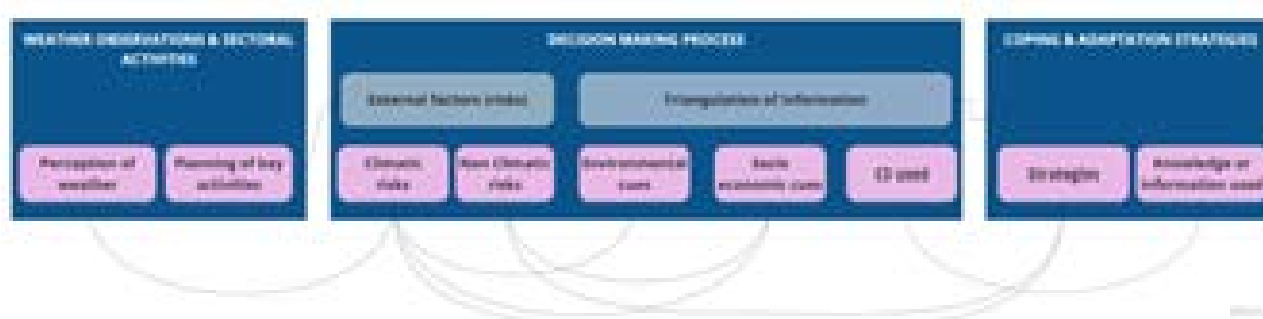 WEATHER OBSERVATIONS & SECTORAL
ACTIVITIES
DECISION MAKING PROCESS
COPING & ADAPTATION STRATEGIES
External factors (risks)
Triangulation of information
Perception of
weather
Planning of key
activities
Climatic
risks
Non Climatic
risks
Environmental
cues
Socio
economic cues
used
Strategies
Knowledge or
information used